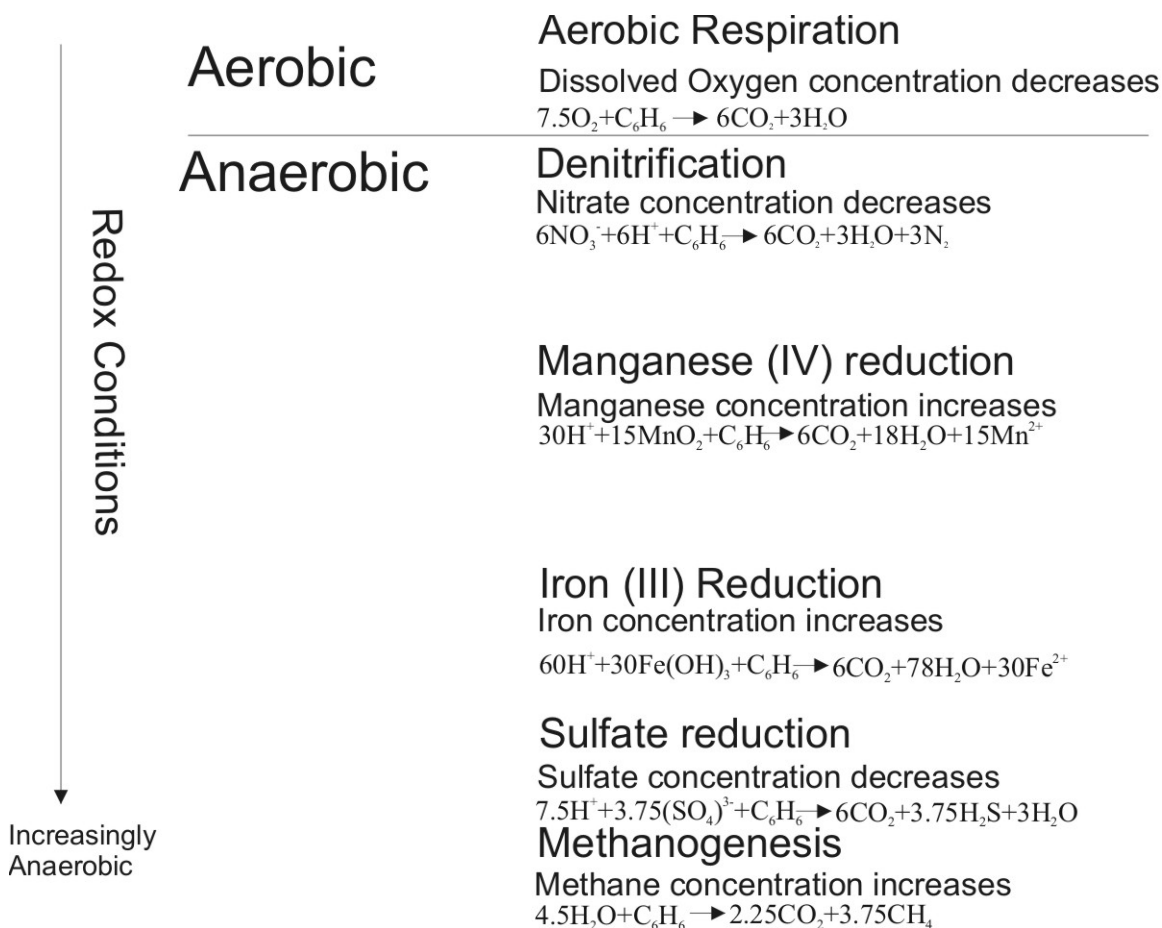 Aerobic
Aerobic Respiration
Dissolved Oxygen concentration decreases
7.5O₂+C₆H₆→6CO₂+3H₂O
Anaerobic
Denitrification
Nitrate concentration decreases
6NO₃⁻+6H⁺+C₆H₆→6CO₂+3H₂O+3N₂
Redox Conditions
Manganese (IV) reduction
Manganese concentration increases
30H⁺+15MnO₂+C₆H₆→6CO₂+18H₂O+15Mn²⁺
Iron (III) Reduction
Iron concentration increases
60H⁺+30Fe(OH)₃+C₆H₆→6CO₂+78H₂O+30Fe²⁺
Sulfate reduction
Sulfate concentration decreases
7.5H⁺+3.75(SO₄)³⁻+C₆H₆→6CO₂+3.75H₂S+3H₂O
Increasingly
Anaerobic
Methanogenesis
Methane concentration increases
4.5H₂O+C₆H₆→2.25CO₂+3.75CH₄